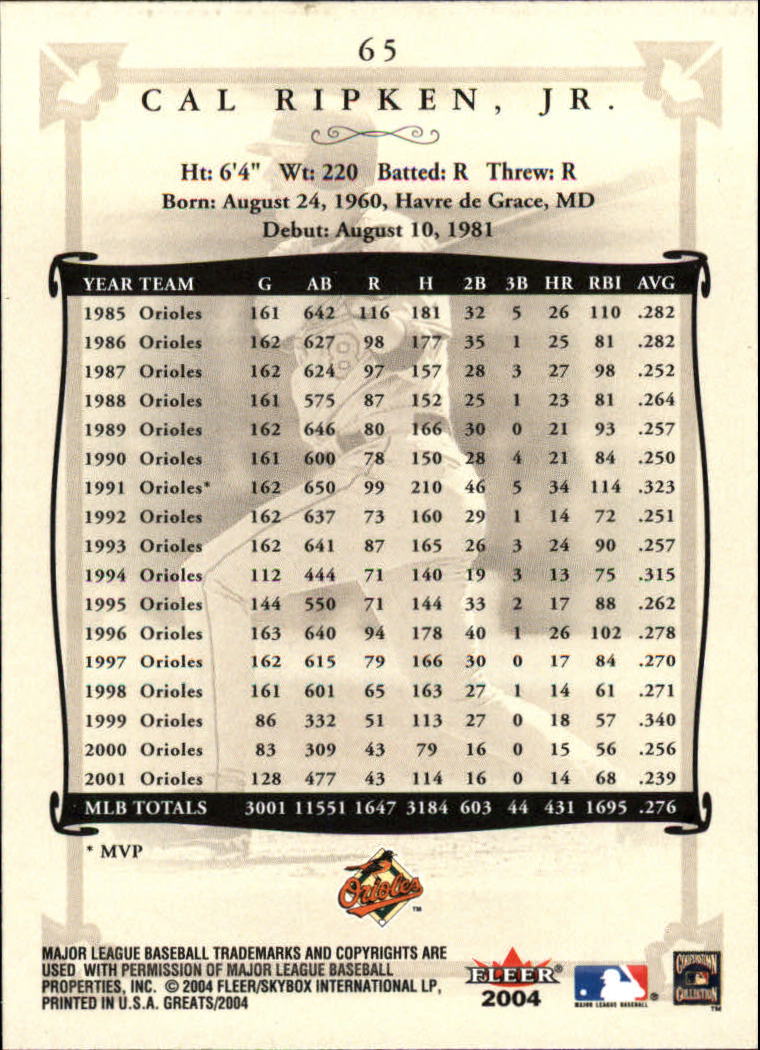 65
CAL RIPKEN, JR.
Ht: 6'4" Wt: 220 Batted: R Threw: R
Born: August 24, 1960, Havre de Grace, MD
Debut: August 10, 1981
YEAR TEAM G AB R H 2B 3B HR RBI AVG
1985 Orioles 161 642 116 181 32 5 26 110 .282
1986 Orioles 162 627 98 177 35 1 25 81 .282
1987 Orioles 162 624 97 157 28 3 27 98 .252
1988 Orioles 161 575 87 152 25 1 23 81 .264
1989 Orioles 162 646 80 166 30 0 21 93 .257
1990 Orioles 161 600 78 150 28 4 21 84 .250
1991 Orioles* 162 650 99 210 46 5 34 114 .323
1992 Orioles 162 637 73 160 29 1 14 72 .251
1993 Orioles 162 641 87 165 26 3 24 90 .257
1994 Orioles 112 444 71 140 19 3 13 75 .315
1995 Orioles 144 550 71 144 33 2 17 88 .262
1996 Orioles 163 640 94 178 40 1 26 102 .278
1997 Orioles 162 615 79 166 30 0 17 84 .270
1998 Orioles 161 601 65 163 27 1 14 61 .271
1999 Orioles 86 332 51 113 27 0 18 57 .340
2000 Orioles 83 309 43 79 16 0 15 56 .256
2001 Orioles 128 477 43 114 16 0 14 68 .239
MLB TOTALS 3001 11551 1647 3184 603 44 431 1695 .276
* MVP
Orioles ™
MAJOR LEAGUE BASEBALL TRADEMARKS AND COPYRIGHTS ARE
USED WITH PERMISSION OF MAJOR LEAGUE BASEBALL
PROPERTIES, INC. © 2004 FLEER/SKYBOX INTERNATIONAL LP,
PRINTED IN U.S.A. GREATS/2004
FLEER®
2004
MAJOR LEAGUE BASEBALL ®
COOPERSTOWN
COLLECTION
™